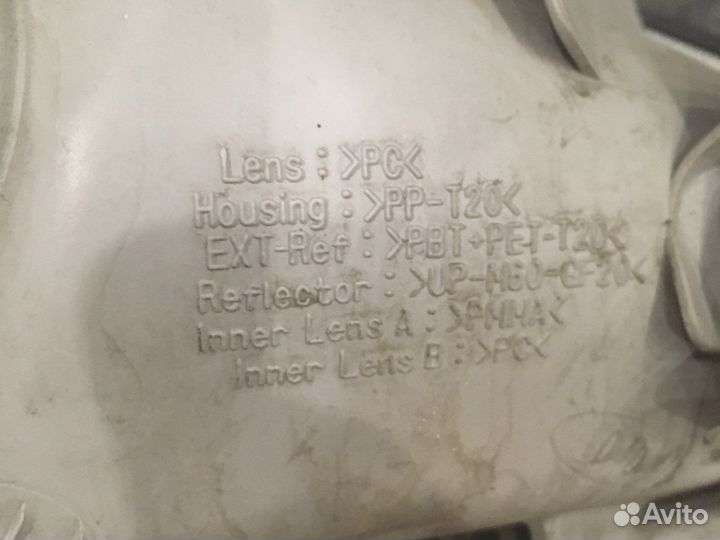 Lens : >PC<
Housing : >PP-T20<
EXT-Ref : >PBT+PET-T20<
Reflector : >UP-M60-GF20<
Inner Lens A : >PMMA<
Inner Lens B : >PC<
Avito